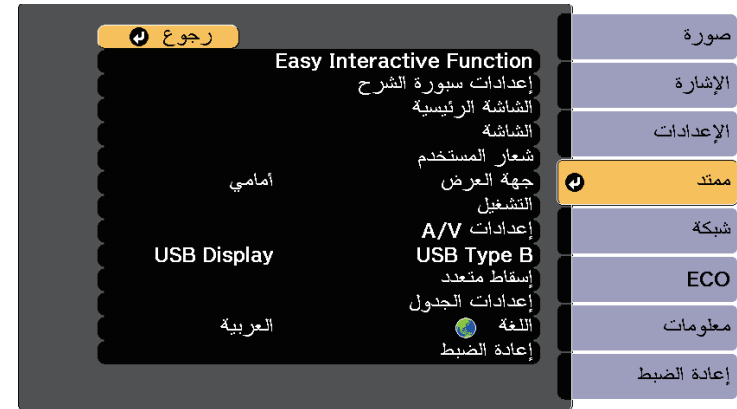 صورة
الإشارة
الإعدادات
ممتد
شبكة
ECO
معلومات
إعادة الضبط
رجوع
Easy Interactive Function
إعدادات سبورة الشرح
الشاشة الرئيسية
الشاشة
شعار المستخدم
جهة العرض أمامي
التشغيل
إعدادات A/V
USB Type B USB Display
إسقاط متعدد
إعدادات الجدول
اللغة العربية
إعادة الضبط